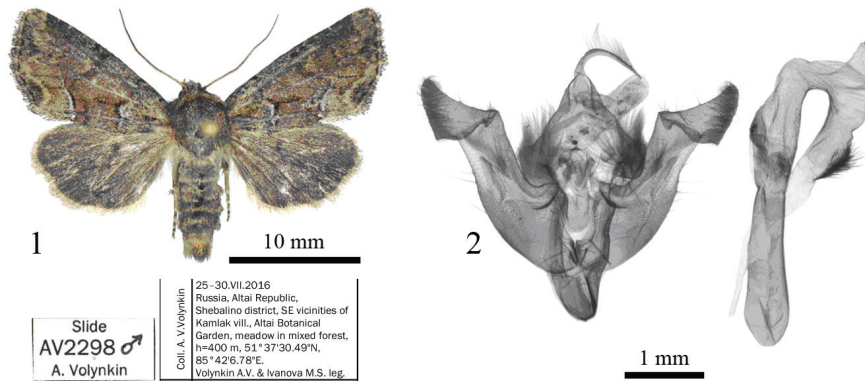 1
10 mm
Slide
AV2298 ♂
A. Volynkin
Coll. A. V.Volynkin
25–30.VII.2016
Russia, Altai Republic,
Shebalino district, SE vicinities of
Kamlak vill., Altai Botanical
Garden, meadow in mixed forest,
h=400 m, 51°37'30.49"N,
85°42'6.78"E.
Volynkin A.V. & Ivanova M.S. leg.
2
1 mm